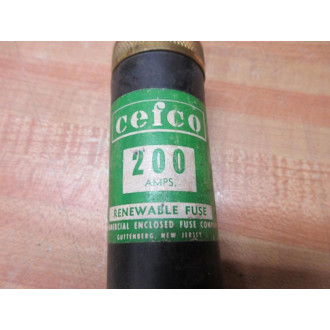 cefco
200
AMPS.
RENEWABLE FUSE
ENCLOSED FUSE
GUTTENBERG, NEW JERSEY